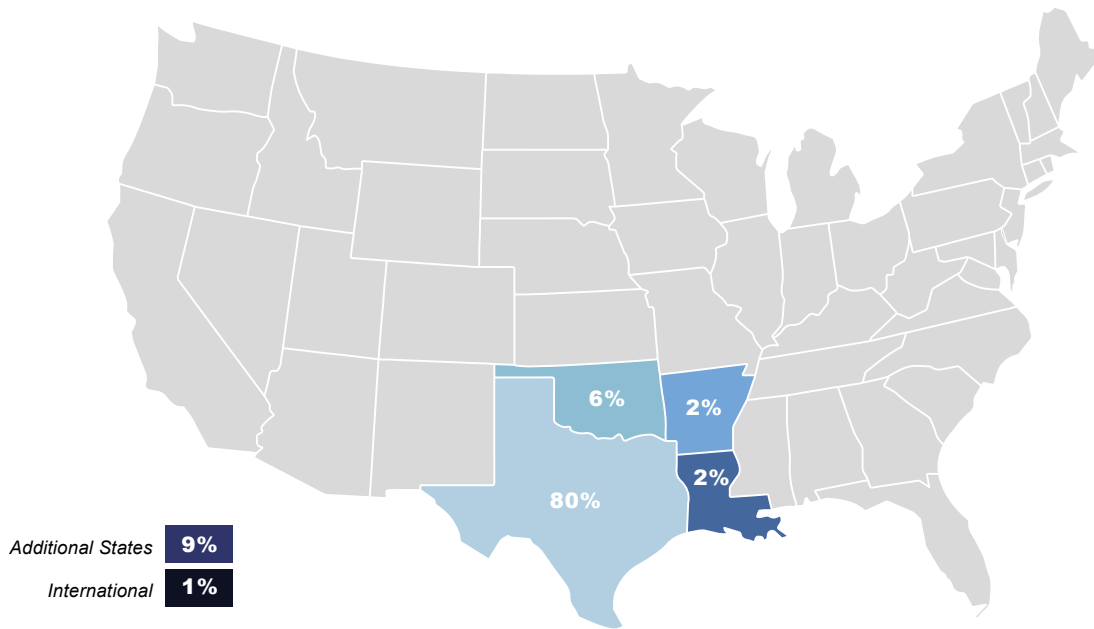 6%
2%
2%
80%
Additional States 9%
International 1%